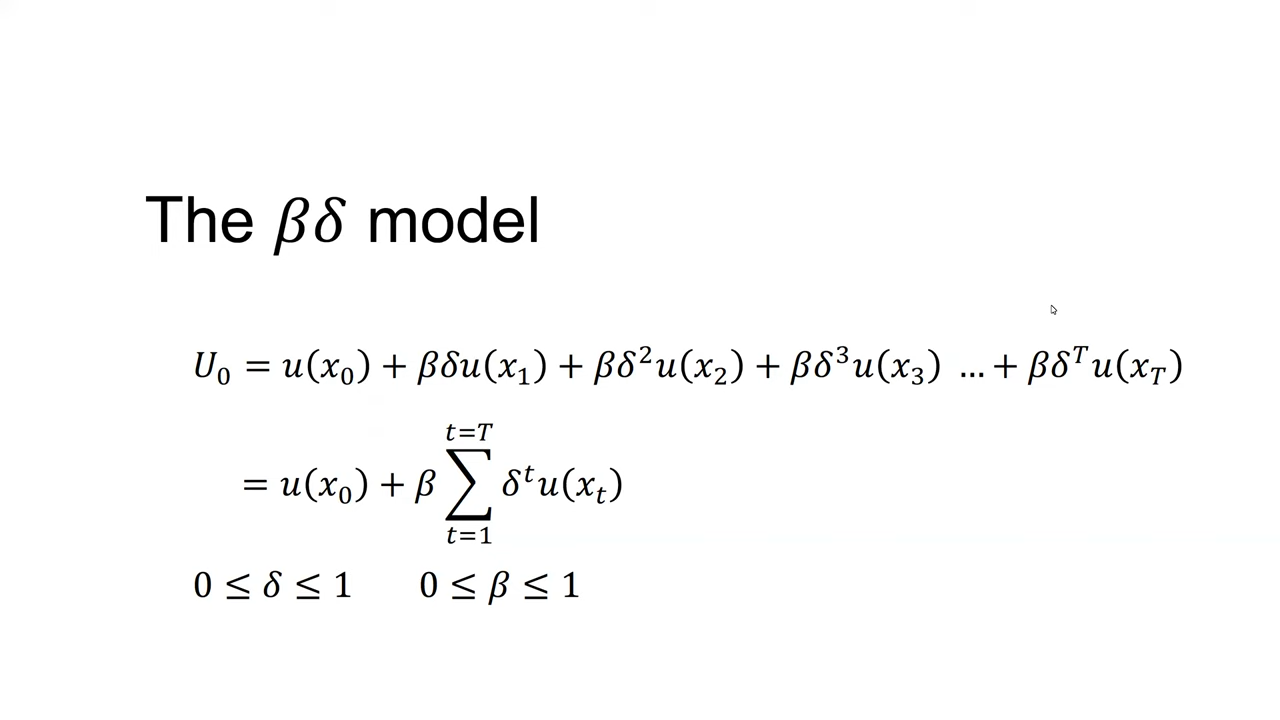 The 𝛽𝛿 model
𝑈₀ = 𝑢(𝑥₀) + 𝛽𝛿𝑢(𝑥₁) + 𝛽𝛿²𝑢(𝑥₂) + 𝛽𝛿³𝑢(𝑥₃) … + 𝛽𝛿ᵀ𝑢(𝑥_𝑇)
= 𝑢(𝑥₀) + 𝛽 ∑_{𝑡=1}^{𝑡=𝑇} 𝛿ᵗ𝑢(𝑥ₜ)
0 ≤ 𝛿 ≤ 1 0 ≤ 𝛽 ≤ 1